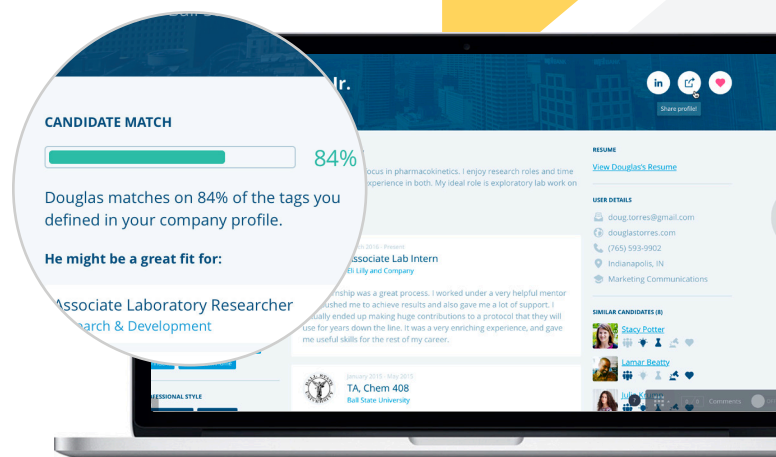 CANDIDATE MATCH
84%
Douglas matches on 84% of the tags you
defined in your company profile.
He might be a great fit for:
Associate Laboratory Researcher
& Development
Jr.
in
Share profile!
focus in pharmacokinetics. I enjoy research roles and time
experience in both. My ideal role is exploratory lab work on
2016 - Present
Associate Lab Intern
Eli Lilly and Company
was a great process. I worked under a very helpful mentor
pushed me to achieve results and also gave me a lot of support. I
ended up making huge contributions to a protocol that they will
use for years down the line. It was a very enriching experience, and gave
me useful skills for the rest of my career.
January 2015 - May 2015
TA, Chem 408
Ball State University
STYLE
RESUME
View Douglas's Resume
USER DETAILS
doug.torres@gmail.com
douglastorres.com
(765) 593-9902
Indianapolis, IN
Marketing Communications
SIMILAR CANDIDATES (8)
Stacy Potter
Lamar Beatty
Comments